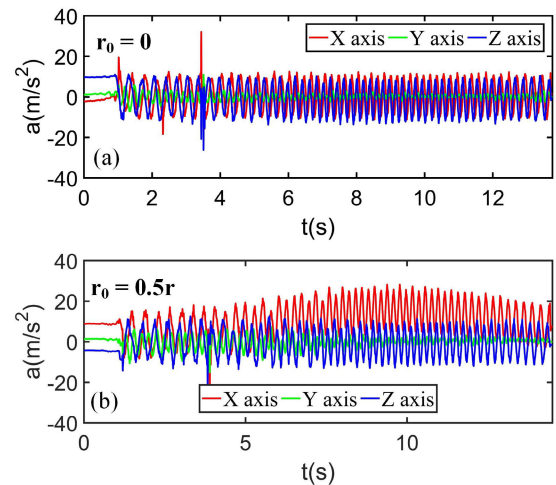 40
r₀ = 0
X axis Y axis Z axis
20
0
-20
(a)
-40
0 2 4 6 8 10 12
a(m/s²)
t(s)
40
r₀ = 0.5r
20
0
-20
(b)
X axis Y axis Z axis
-40
0 5 10
a(m/s²)
t(s)